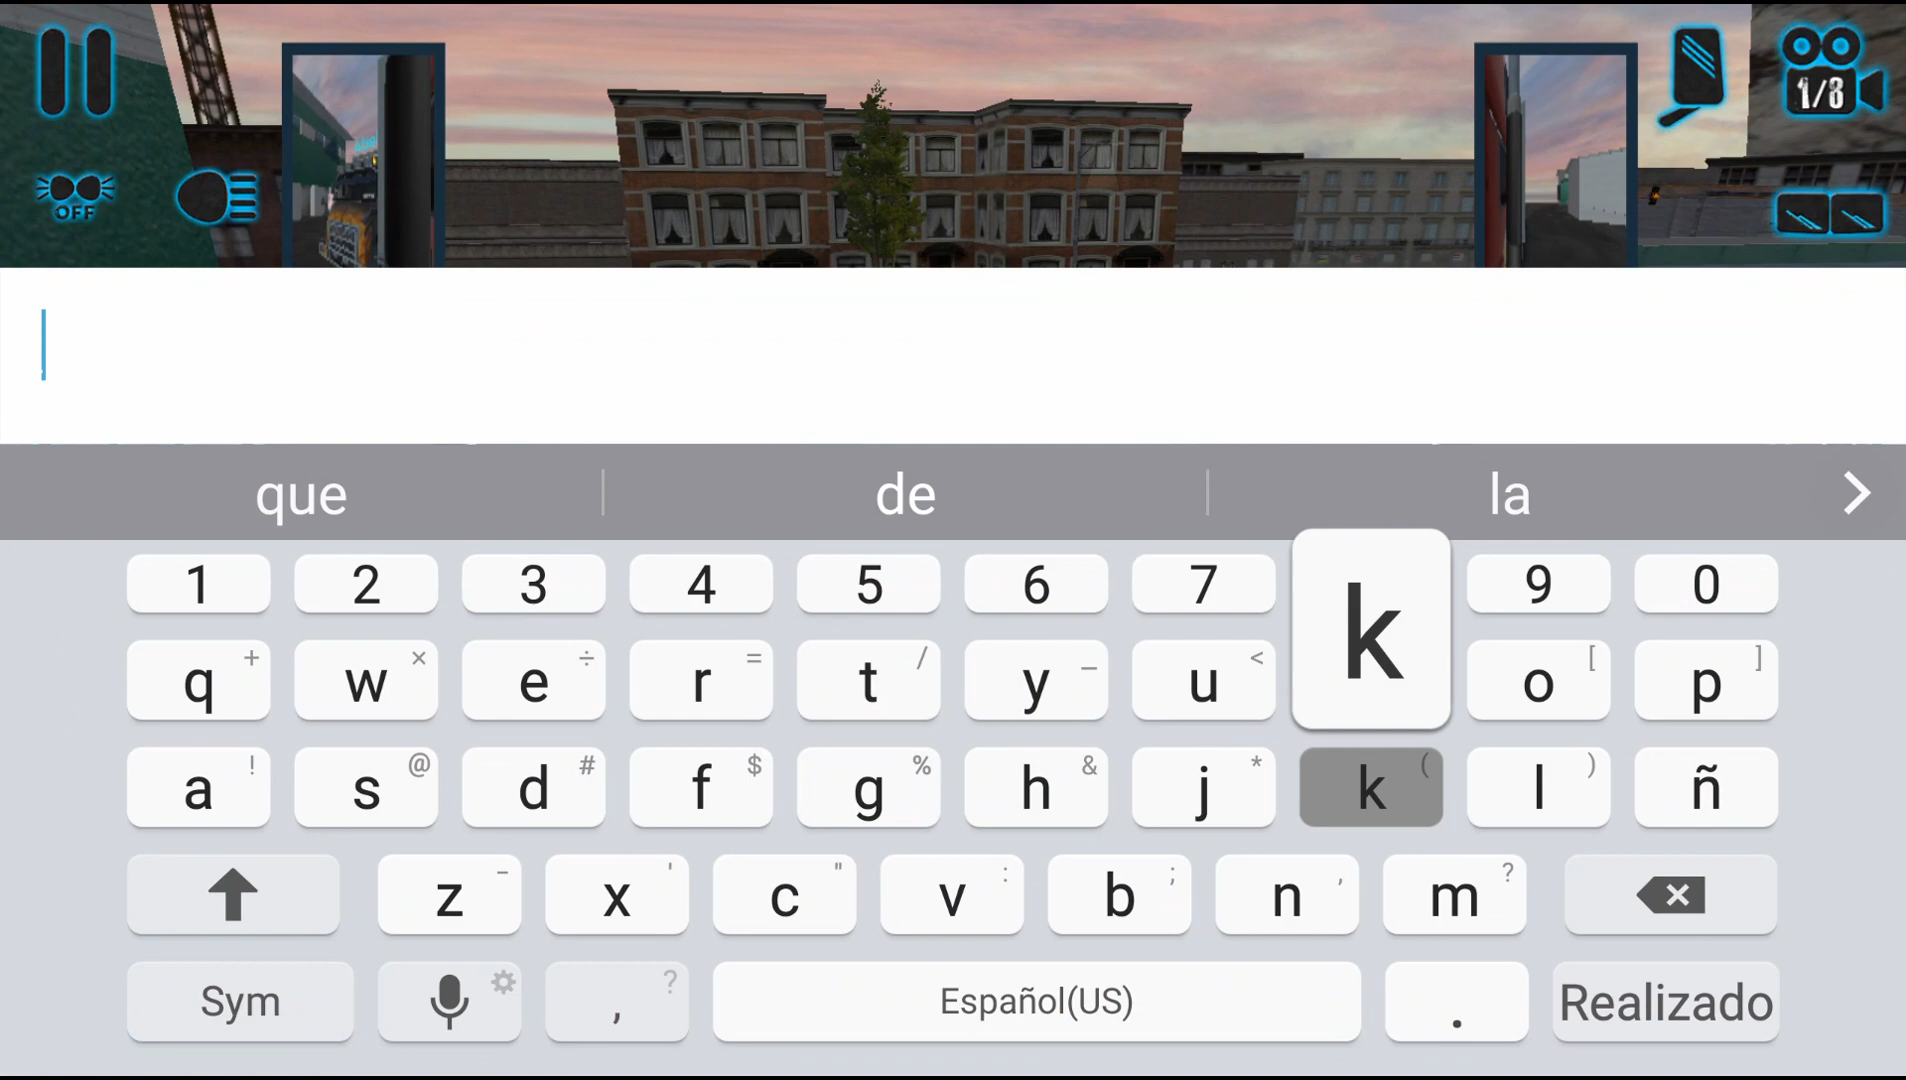 1/8
OFF
que de la
1 2 3 4 5 6 7 k 9 0
q + w × e ÷ r = t / y _ u < o [ p ]
a ! s @ d # f $ g % h & j * k ( l ) ñ
z - x ' c " v : b ; n , m ?
Sym , ? Español(US) . Realizado